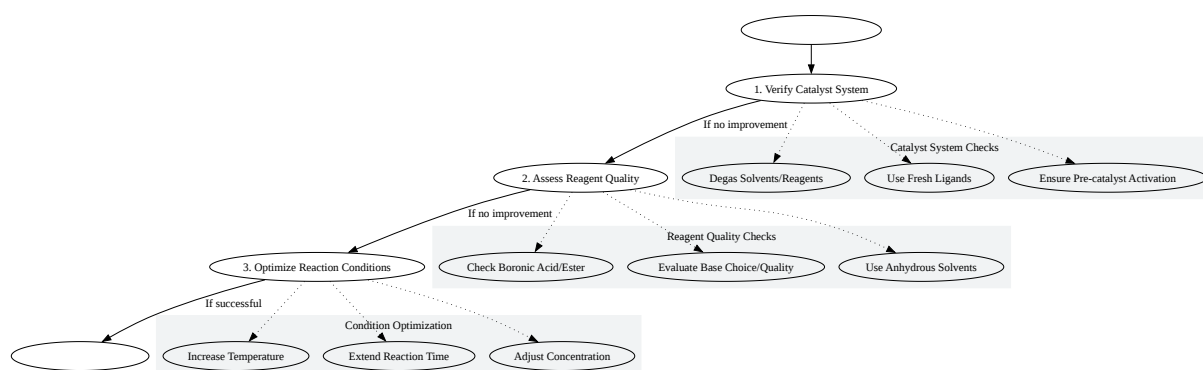 1. Verify Catalyst System
If no improvement
Catalyst System Checks
Degas Solvents/Reagents
Use Fresh Ligands
Ensure Pre-catalyst Activation
2. Assess Reagent Quality
If no improvement
Reagent Quality Checks
Check Boronic Acid/Ester
Evaluate Base Choice/Quality
Use Anhydrous Solvents
3. Optimize Reaction Conditions
If successful
Condition Optimization
Increase Temperature
Extend Reaction Time
Adjust Concentration